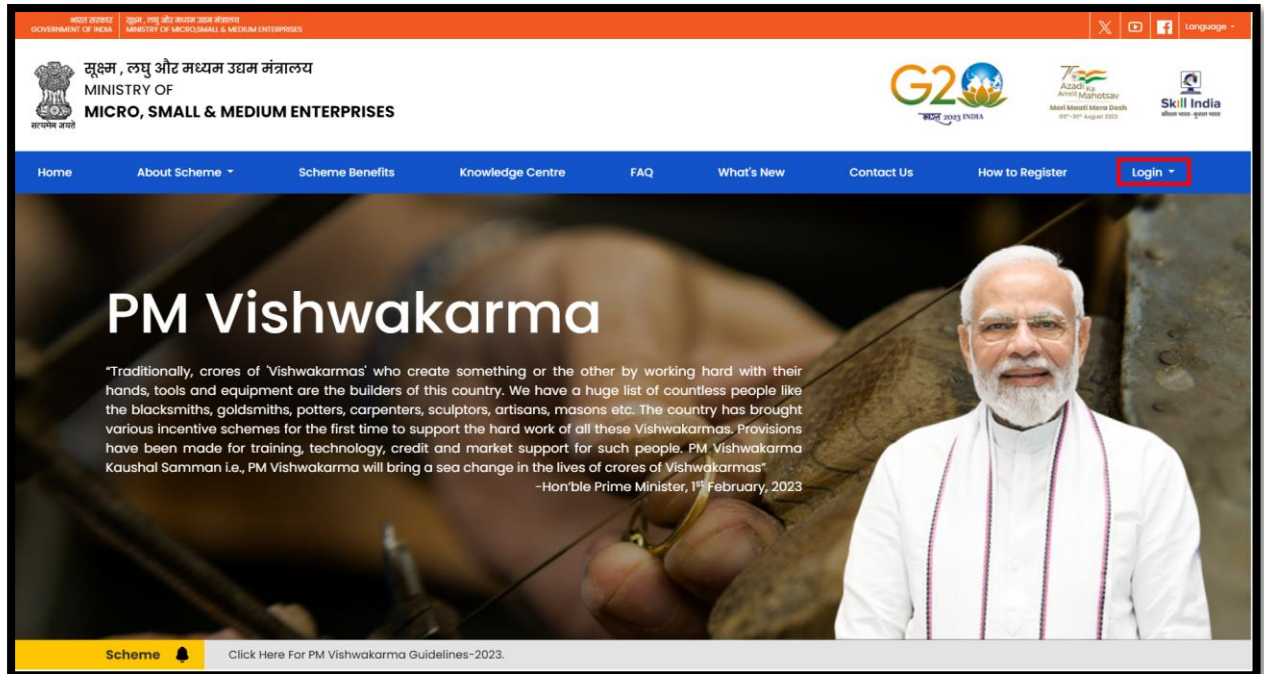 भारत सरकार
GOVERNMENT OF INDIA
सूक्ष्म , लघु और मध्यम उद्यम मंत्रालय
MINISTRY OF MICRO,SMALL & MEDIUM ENTERPRISES
Language
सूक्ष्म , लघु और मध्यम उद्यम मंत्रालय
MINISTRY OF
MICRO, SMALL & MEDIUM ENTERPRISES
सत्यमेव जयते
G20
भारत 2023 INDIA
Azadi Ka
Amrit Mahotsav
Meri Maati Mera Desh
Skill India
कौशल भारत-कुशल भारत
Home About Scheme Scheme Benefits Knowledge Centre FAQ What's New Contact Us How to Register Login
PM Vishwakarma
"Traditionally, crores of 'Vishwakarmas' who create something or the other by working hard with their
hands, tools and equipment are the builders of this country. We have a huge list of countless people like
the blacksmiths, goldsmiths, potters, carpenters, sculptors, artisans, masons etc. The country has brought
various incentive schemes for the first time to support the hard work of all these Vishwakarmas. Provisions
have been made for training, technology, credit and market support for such people. PM Vishwakarma
Kaushal Samman i.e., PM Vishwakarma will bring a sea change in the lives of crores of Vishwakarmas"
-Hon'ble Prime Minister, 1st February, 2023
Scheme
Click Here For PM Vishwakarma Guidelines-2023.